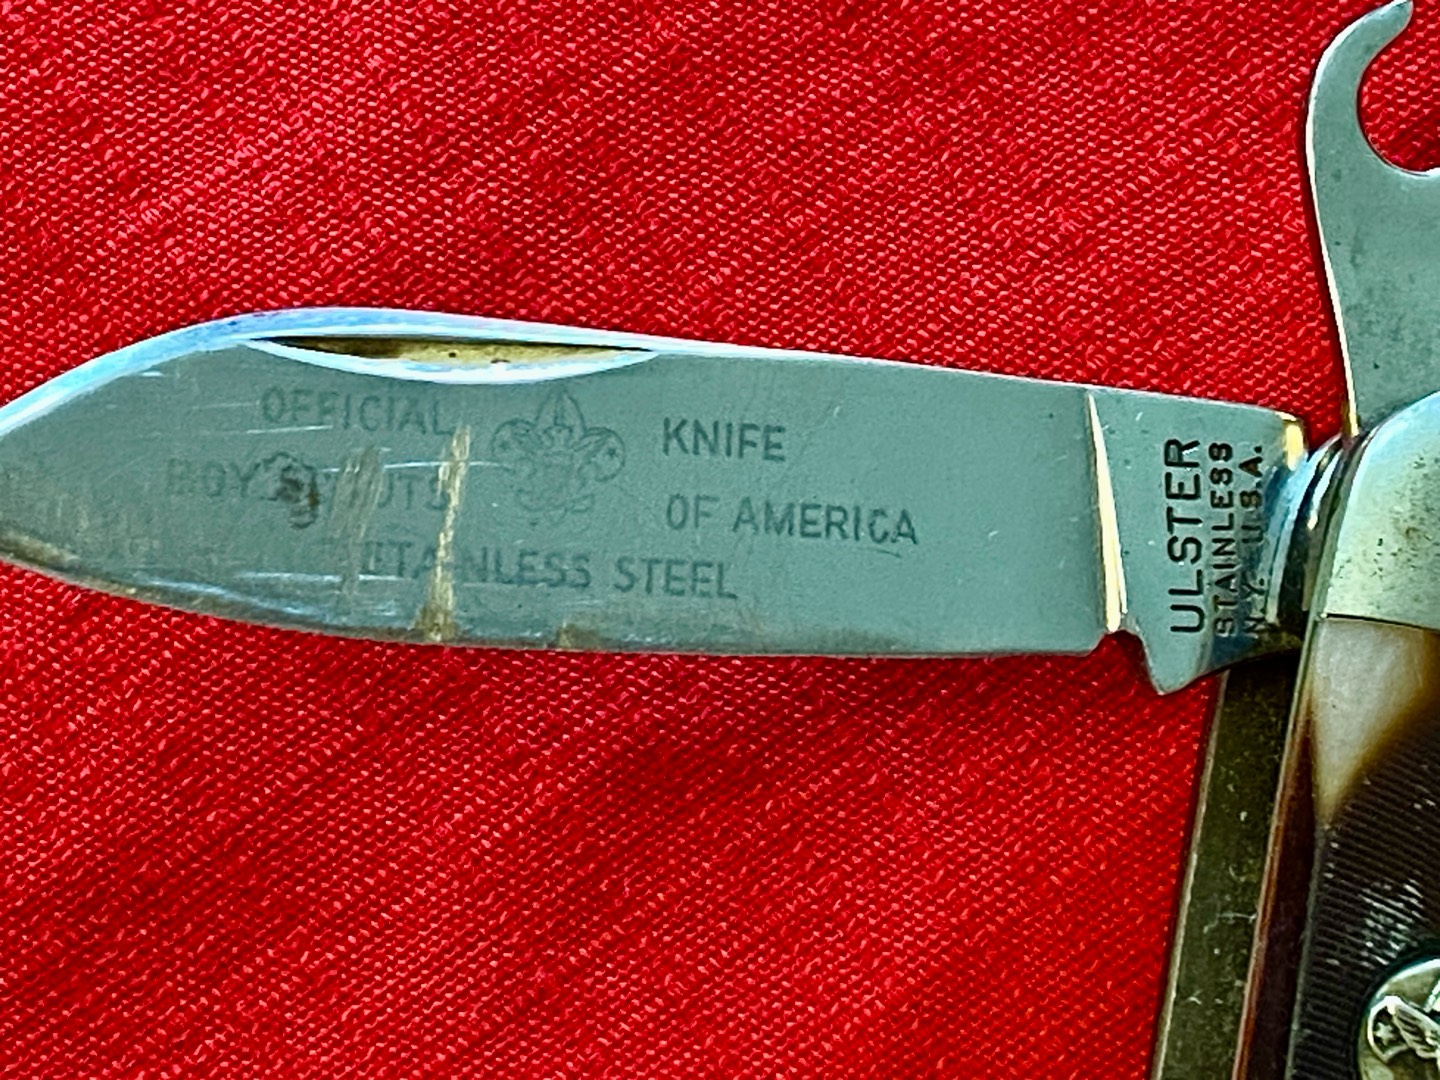 OFFICIAL KNIFE
BOY SCOUTS OF AMERICA
STAINLESS STEEL
ULSTER
STAINLESS
N.Y. U.S.A.